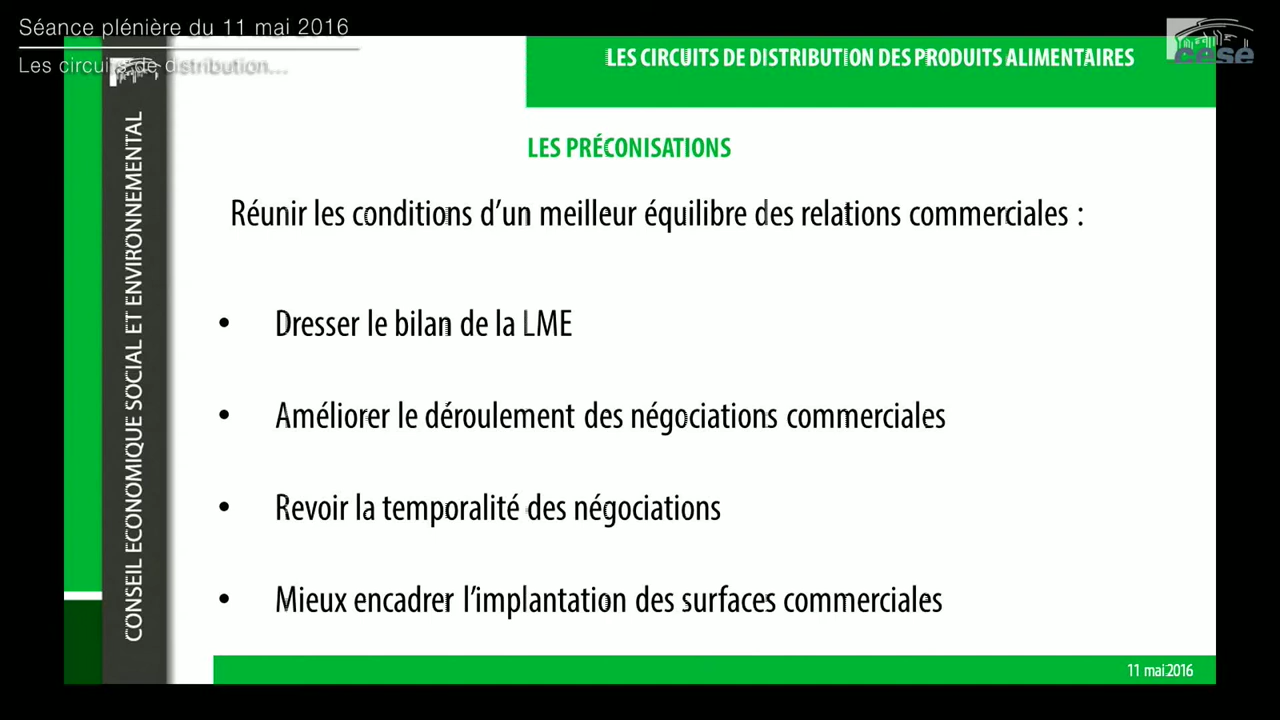 Séance plénière du 11 mai 2016
Les circuits de distribution...
cese
LES CIRCUITS DE DISTRIBUTION DES PRODUITS ALIMENTAIRES
CONSEIL ECONOMIQUE SOCIAL ET ENVIRONNEMENTAL
LES PRÉCONISATIONS
Réunir les conditions d’un meilleur équilibre des relations commerciales :
• Dresser le bilan de la LME
• Améliorer le déroulement des négociations commerciales
• Revoir la temporalité des négociations
• Mieux encadrer l’implantation des surfaces commerciales
11 mai 2016